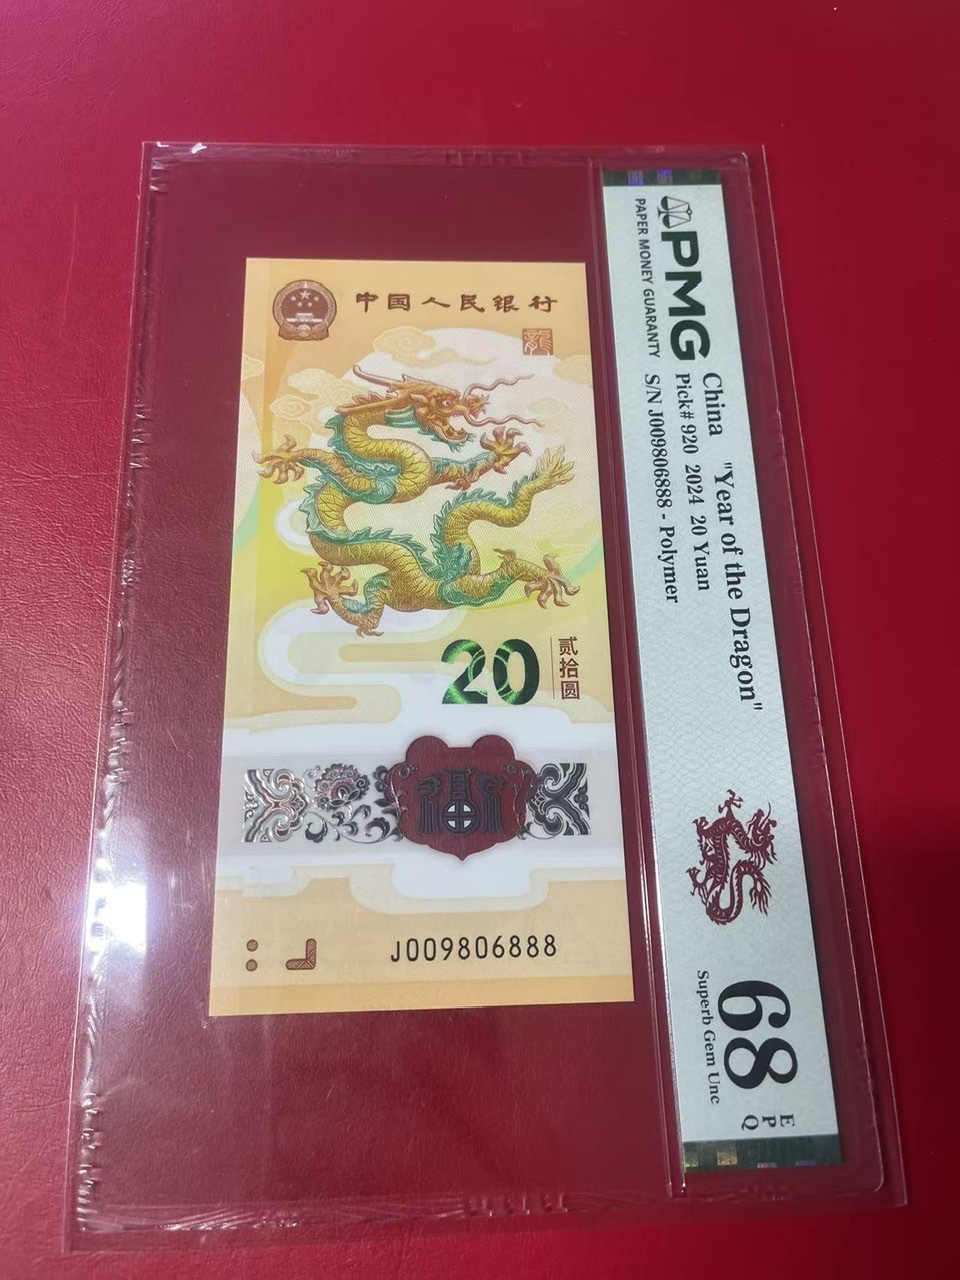 中国人民银行
龙
20
贰拾圆
J009806888
PMG
PAPER MONEY GUARANTY
China "Year of the Dragon"
Pick# 920 2024 20 Yuan
S/N J009806888 - Polymer
68
Superb Gem Unc
E
P
Q